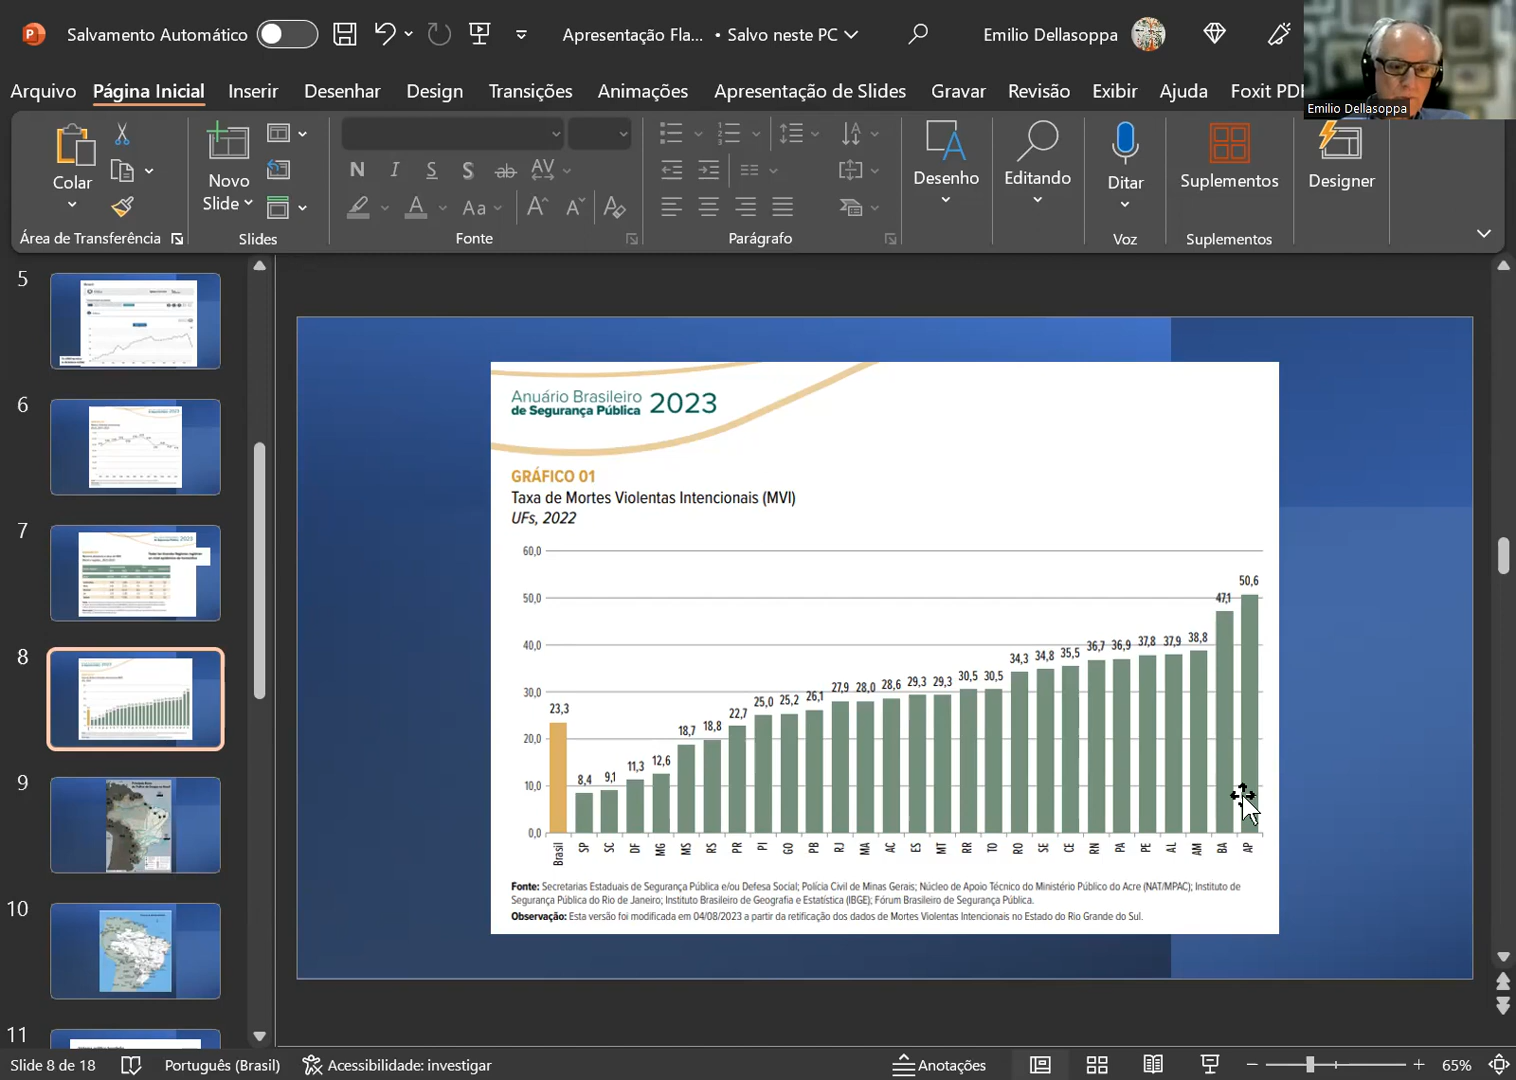 Salvamento Automático
Apresentação Fla... • Salvo neste PC
Emilio Dellasoppa
Arquivo
Página Inicial
Inserir
Desenhar
Design
Transições
Animações
Apresentação de Slides
Gravar
Revisão
Exibir
Ajuda
Foxit PDF
Emilio Dellasoppa
Colar
Novo
Slide
N I S S ab AV
A Aa A A A
Desenho
Editando
Ditar
Suplementos
Designer
Área de Transferência
Slides
Fonte
Parágrafo
Voz
Suplementos
5
6
7
8
9
10
11
Anuário Brasileiro
de Segurança Pública 2023
GRÁFICO 01
Taxa de Mortes Violentas Intencionais (MVI)
UFs, 2022
60,0
50,0
40,0
30,0
20,0
10,0
0,0
23,3 8,4 9,1 11,3 12,6 18,7 18,8 22,7 25,0 25,2 26,1 27,9 28,0 28,6 29,3 29,3 30,5 30,5 34,3 34,8 35,5 36,7 36,9 37,8 37,9 38,8 47,1 50,6
Brasil SP SC DF MG MS RS PR PI GO PB RJ MA AC ES MT RR TO RO SE CE RN PA PE AL AM BA AP
Fonte: Secretarias Estaduais de Segurança Pública e/ou Defesa Social; Polícia Civil de Minas Gerais; Núcleo de Apoio Técnico do Ministério Público do Acre (NAT/MPAC); Instituto de
Segurança Pública do Rio de Janeiro; Instituto Brasileiro de Geografia e Estatística (IBGE); Fórum Brasileiro de Segurança Pública.
Observação: Esta versão foi modificada em 04/08/2023 a partir da retificação dos dados de Mortes Violentas Intencionais no Estado do Rio Grande do Sul.
Slide 8 de 18
Português (Brasil)
Acessibilidade: investigar
Anotações
65%